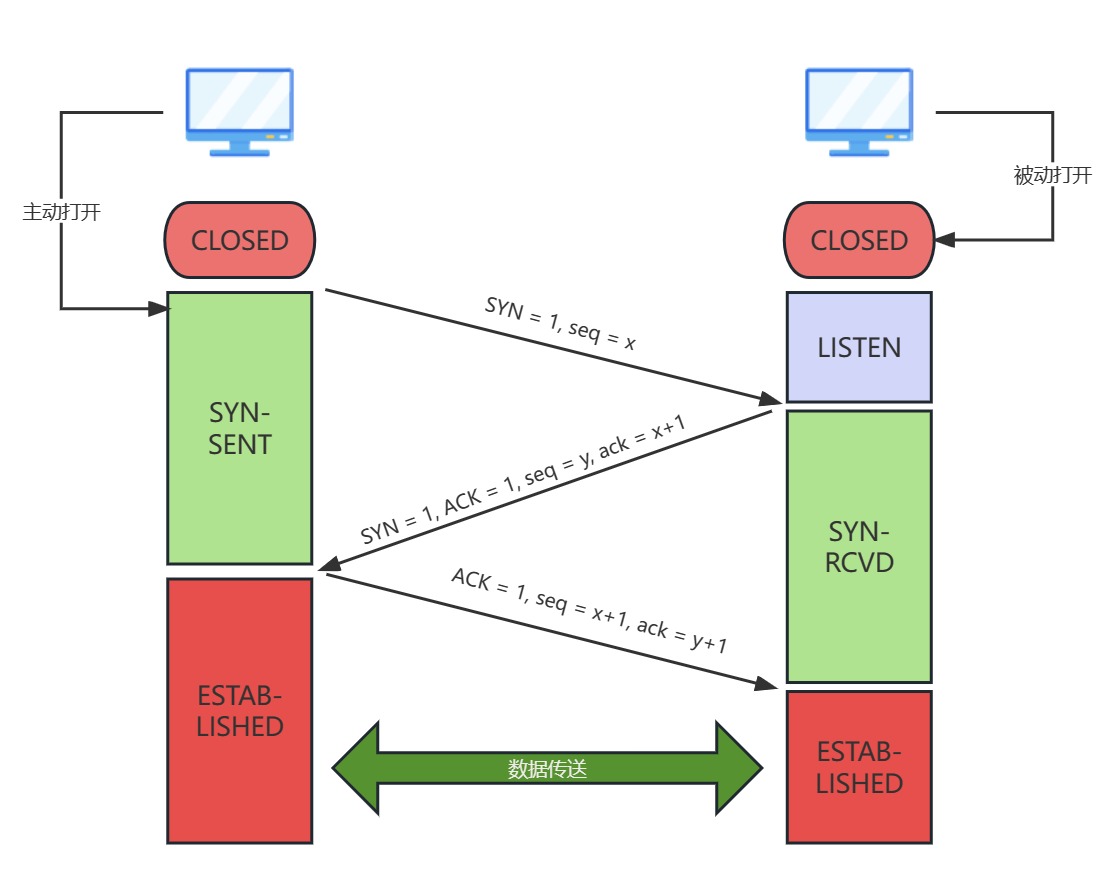 主动打开
被动打开
CLOSED
CLOSED
SYN = 1, seq = x
LISTEN
SYN-
SENT
SYN = 1, ACK = 1, seq = y, ack = x+1
SYN-
RCVD
ACK = 1, seq = x+1, ack = y+1
ESTAB-
LISHED
数据传送
ESTAB-
LISHED